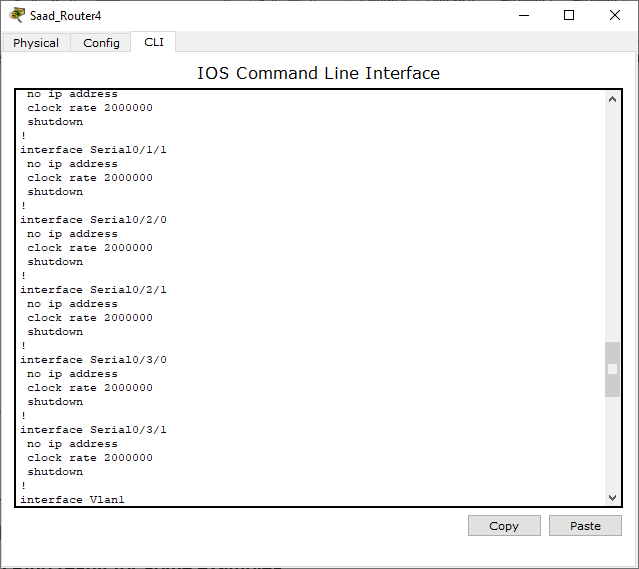 Saad_Router4
Physical Config CLI
IOS Command Line Interface
no ip address
clock rate 2000000
shutdown
!
interface Serial0/1/1
no ip address
clock rate 2000000
shutdown
!
interface Serial0/2/0
no ip address
clock rate 2000000
shutdown
!
interface Serial0/2/1
no ip address
clock rate 2000000
shutdown
!
interface Serial0/3/0
no ip address
clock rate 2000000
shutdown
!
interface Serial0/3/1
no ip address
clock rate 2000000
shutdown
!
interface Vlan1
Copy Paste